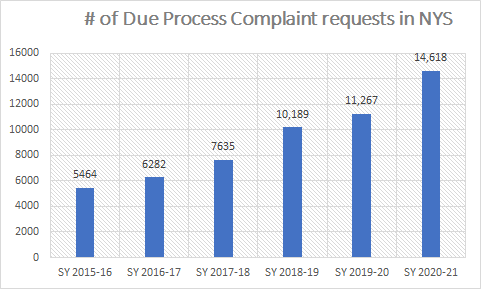 # of Due Process Complaint requests in NYS
16000
14000
12000
10000
8000
6000
4000
2000
0
5464
6282
7635
10,189
11,267
14,618
SY 2015-16
SY 2016-17
SY 2017-18
SY 2018-19
SY 2019-20
SY 2020-21